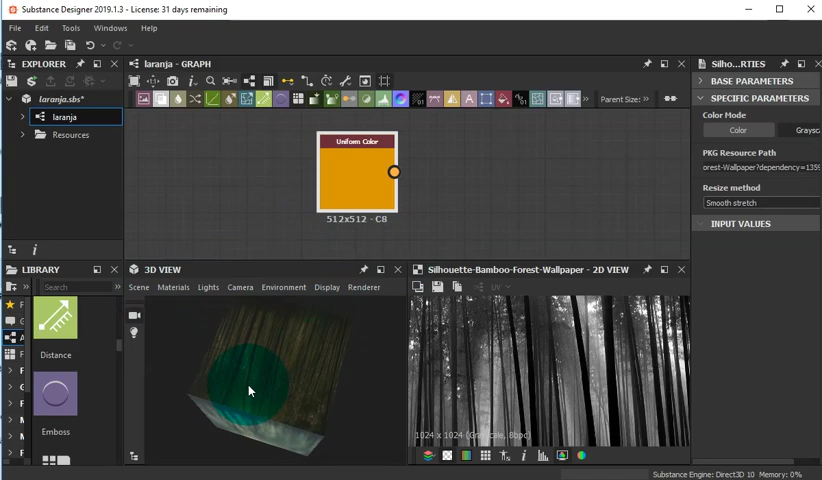 Substance Designer 2019.1.3 - License: 31 days remaining
File Edit Tools Windows Help
EXPLORER
laranja - GRAPH
Silho...RTIES
laranja.sbs*
laranja
Resources
Parent Size: »
BASE PARAMETERS
SPECIFIC PARAMETERS
Color Mode
Color Graysc
PKG Resource Path
orest-Wallpaper?dependency=1359
Resize method
Smooth stretch
INPUT VALUES
Uniform Color
512x512 - C8
LIBRARY
Search
Distance
Emboss
3D VIEW
Scene Materials Lights Camera Environment Display Renderer
Silhouette-Bamboo-Forest-Wallpaper - 2D VIEW
UV
1024 x 1024 (Grayscale, 8bpc)
Substance Engine: Direct3D 10 Memory: 0%